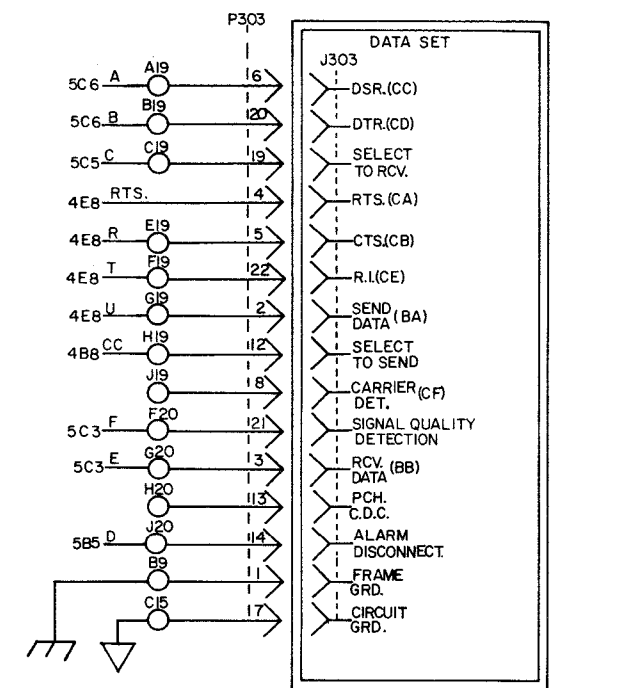 P303
DATA SET
J303
5C6 A A19 6 DSR.(CC)
5C6 B B19 20 DTR.(CD)
5C5 C C19 19 SELECT
TO RCV.
4E8 RTS. 4 RTS.(CA)
4E8 R E19 5 CTS.(CB)
4E8 T F19 22 R.I.(CE)
4E8 U G19 2 SEND
DATA (BA)
4B8 CC H19 12 SELECT
TO SEND
J19 8 CARRIER (CF)
DET.
5C3 F F20 21 SIGNAL QUALITY
DETECTION
5C3 E G20 3 RCV.
DATA (BB)
H20 13 PCH.
C.D.C.
5B5 D J20 14 ALARM
DISCONNECT.
B9 1 FRAME
GRD.
C15 7 CIRCUIT
GRD.